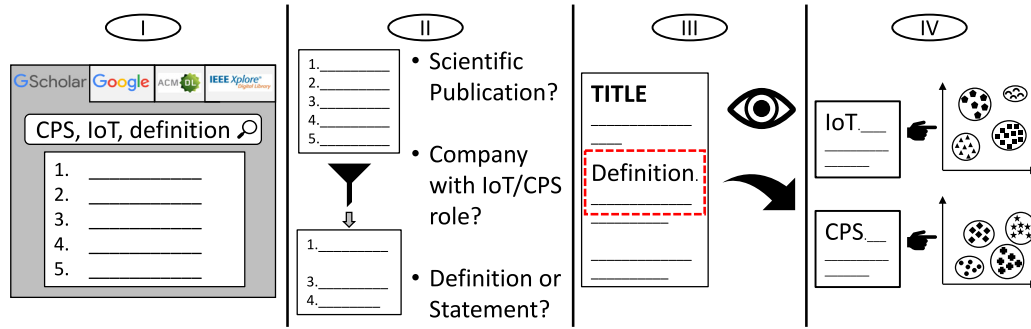 I
GScholar Google ACM DL IEEE Xplore®
Digital Library
CPS, IoT, definition
1.
2.
3.
4.
5.
II
1.
2.
3.
4.
5.
1.
3.
4.
• Scientific
Publication?
• Company
with IoT/CPS
role?
• Definition or
Statement?
III
TITLE
Definition.
IV
IoT.
CPS.